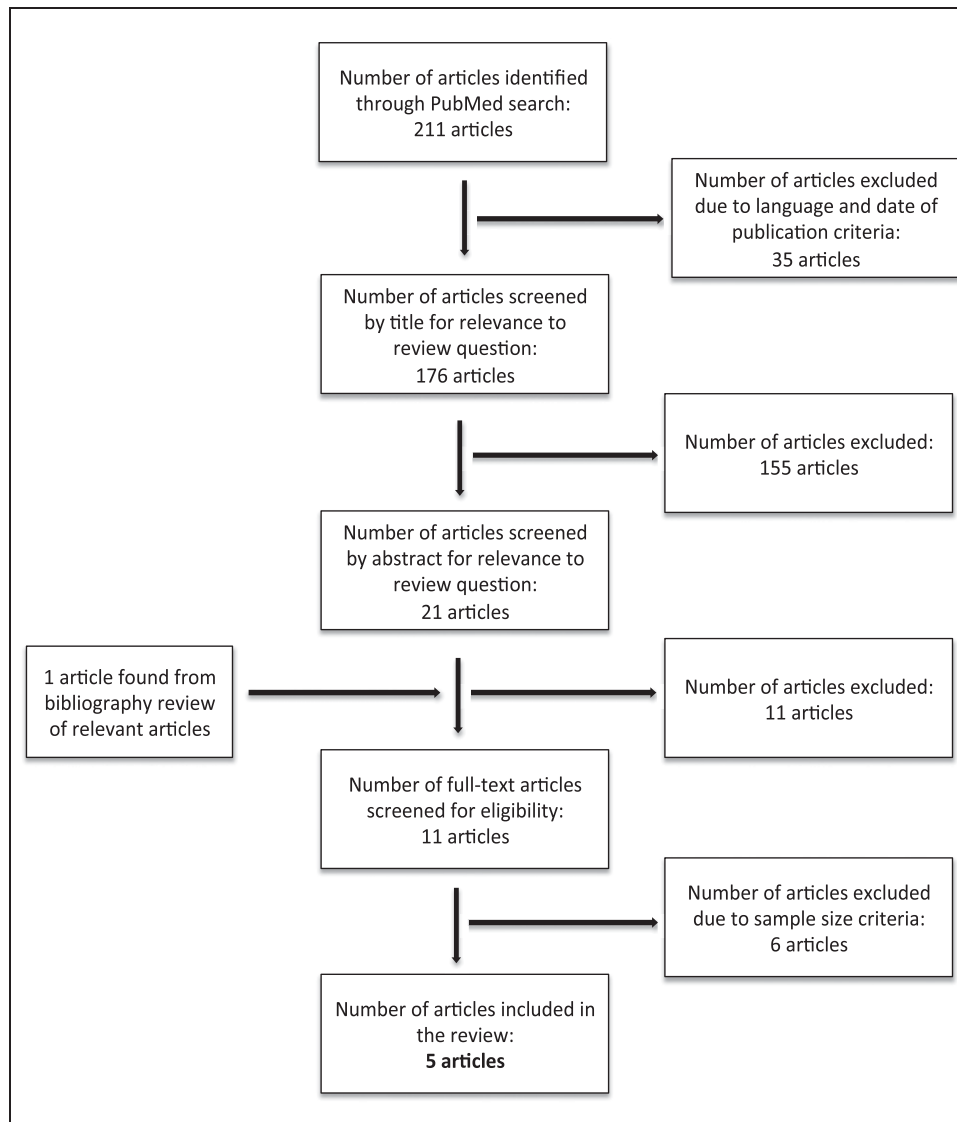 Number of articles identified
through PubMed search:
211 articles
Number of articles excluded
due to language and date of
publication criteria:
35 articles
Number of articles screened
by title for relevance to
review question:
176 articles
Number of articles excluded:
155 articles
Number of articles screened
by abstract for relevance to
review question:
21 articles
1 article found from
bibliography review
of relevant articles
Number of articles excluded:
11 articles
Number of full-text articles
screened for eligibility:
11 articles
Number of articles excluded
due to sample size criteria:
6 articles
Number of articles included in
the review:
5 articles